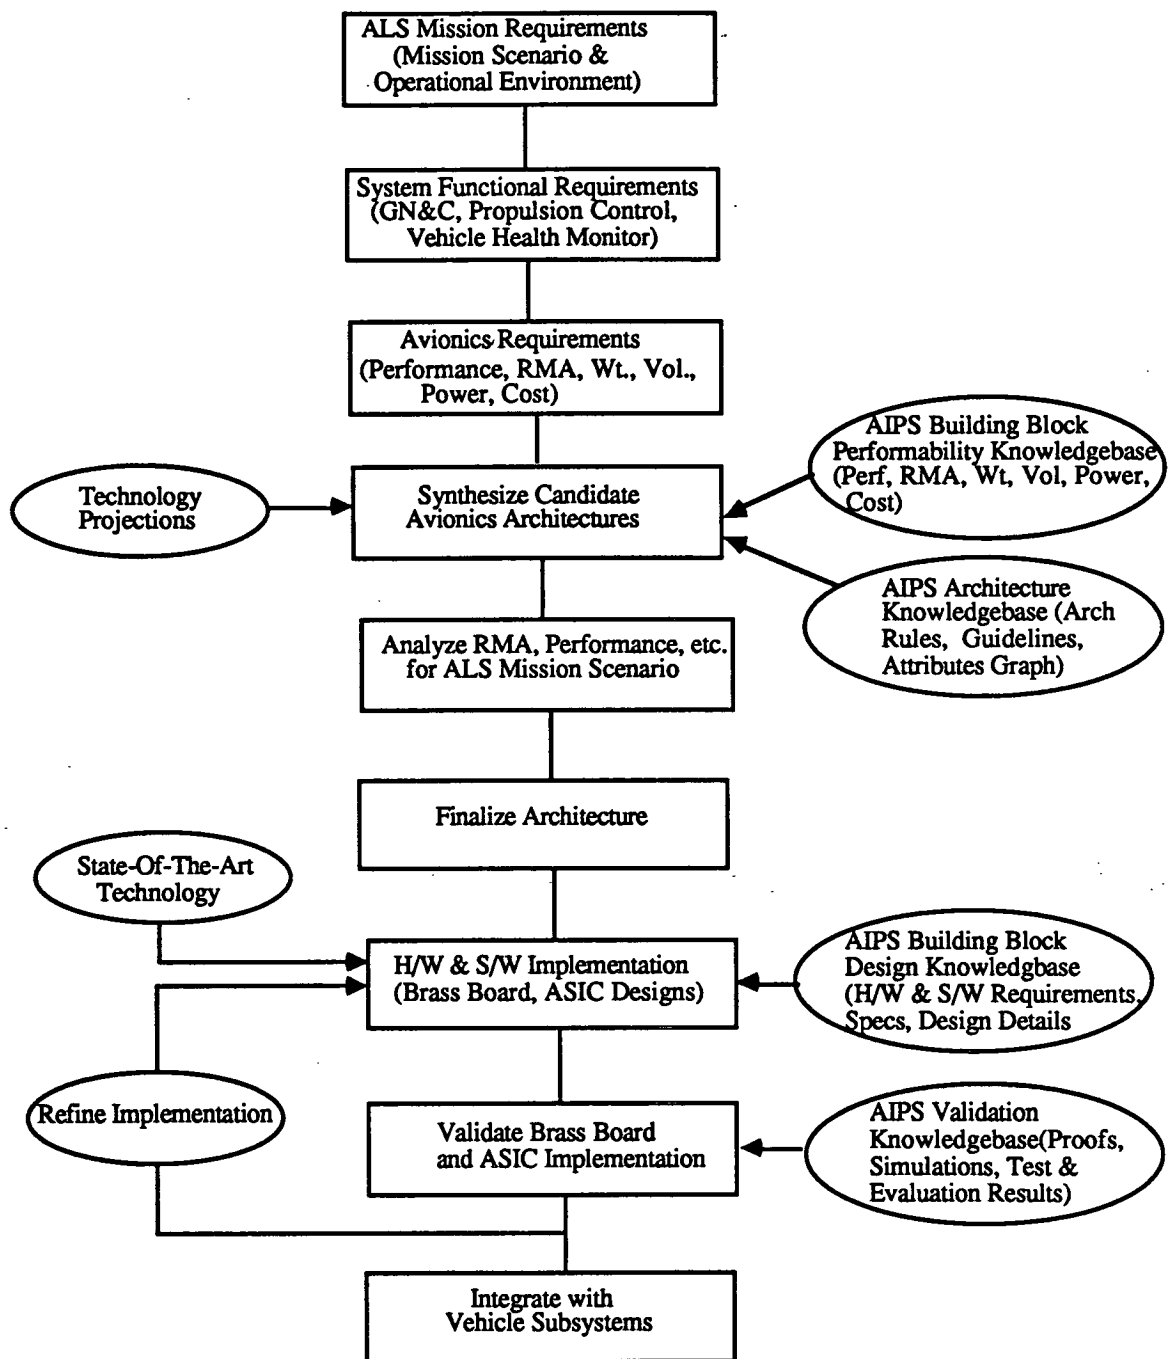 ALS Mission Requirements
(Mission Scenario &
Operational Environment)
System Functional Requirements
(GN&C, Propulsion Control,
Vehicle Health Monitor)
Avionics Requirements
(Performance, RMA, Wt., Vol.,
Power, Cost)
AIPS Building Block
Performability Knowledgebase
(Perf, RMA, Wt, Vol, Power,
Cost)
Technology
Projections
Synthesize Candidate
Avionics Architectures
AIPS Architecture
Knowledgebase (Arch
Rules, Guidelines,
Attributes Graph)
Analyze RMA, Performance, etc.
for ALS Mission Scenario
Finalize Architecture
State-Of-The-Art
Technology
H/W & S/W Implementation
(Brass Board, ASIC Designs)
AIPS Building Block
Design Knowledgbase
(H/W & S/W Requirements,
Specs, Design Details
Refine Implementation
Validate Brass Board
and ASIC Implementation
AIPS Validation
Knowledgebase(Proofs,
Simulations, Test &
Evaluation Results)
Integrate with
Vehicle Subsystems